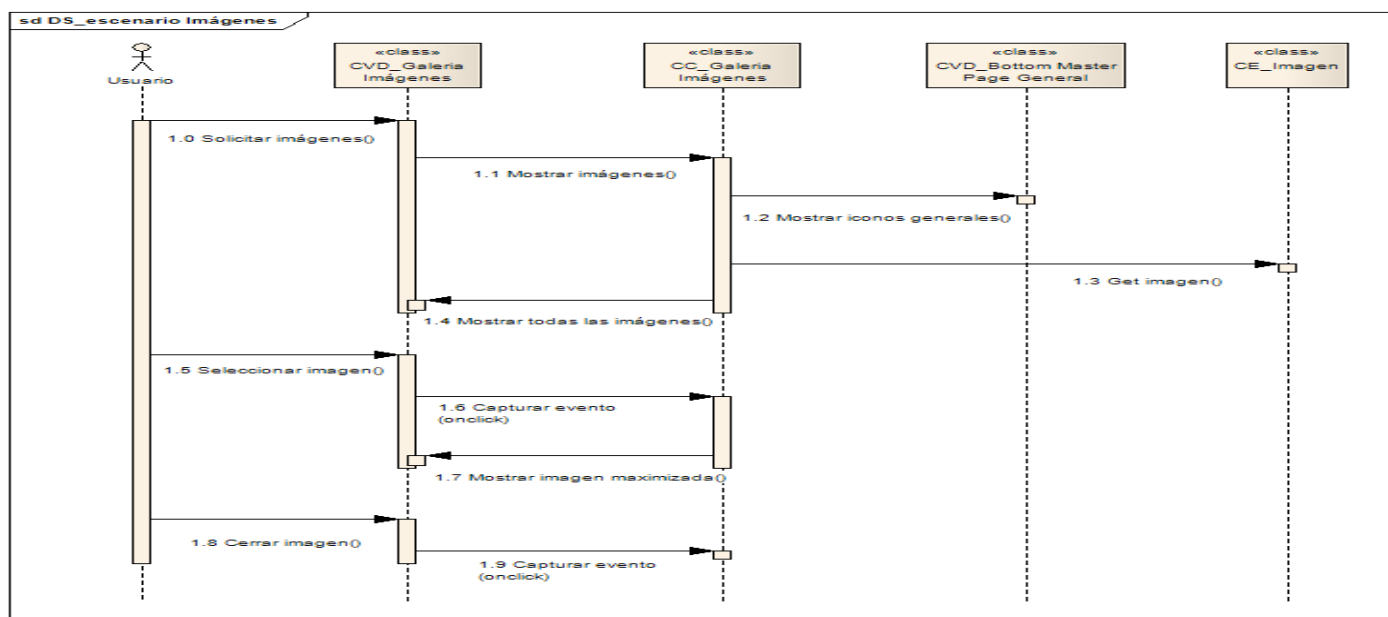 sd DS_escenario Imágenes
Usuario
«class»
CVD_Galeria
Imágenes
«class»
CC_Galeria
Imágenes
«class»
CVD_Bottom Master
Page General
«class»
CE_Imagen
1.0 Solicitar imágenes()
1.1 Mostrar imágenes()
1.2 Mostrar iconos generales()
1.3 Get imagen()
1.4 Mostrar todas las imágenes()
1.5 Seleccionar imagen()
1.6 Capturar evento
(onclick)
1.7 Mostrar imagen maximizada()
1.8 Cerrar imagen()
1.9 Capturar evento
(onclick)